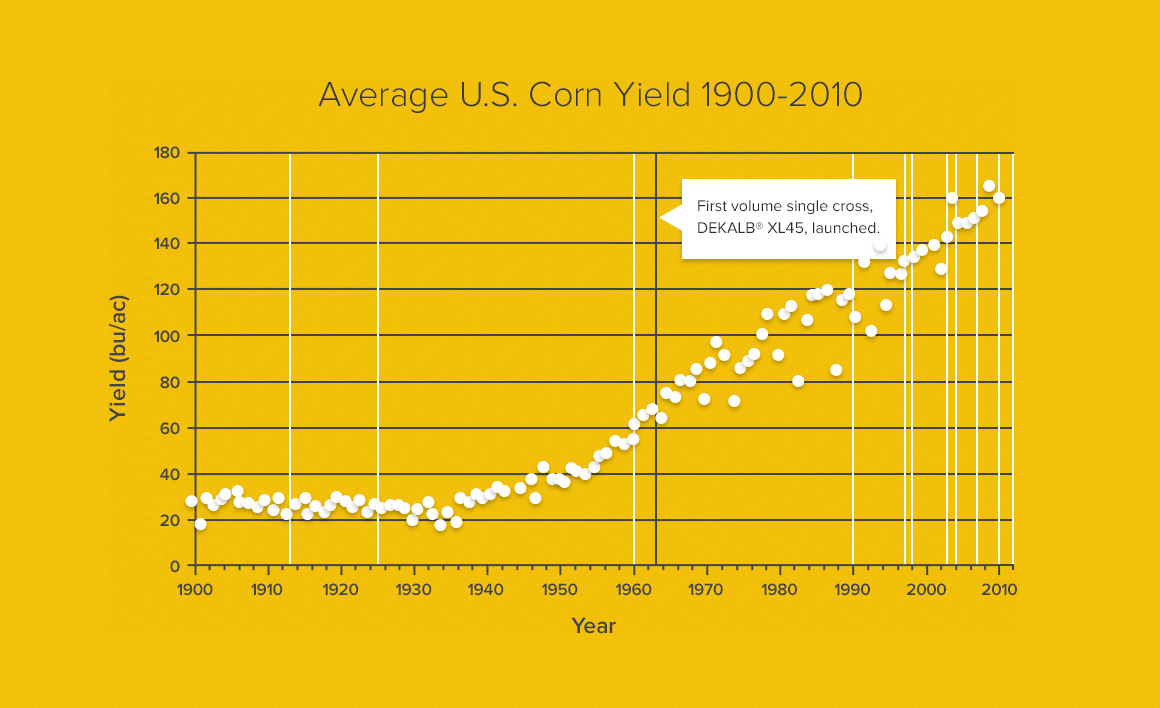 Average U.S. Corn Yield 1900-2010
180
160
140
120
100
80
60
40
20
0
Yield (bu/ac)
First volume single cross,
DEKALB® XL45, launched.
1900 1910 1920 1930 1940 1950 1960 1970 1980 1990 2000 2010
Year